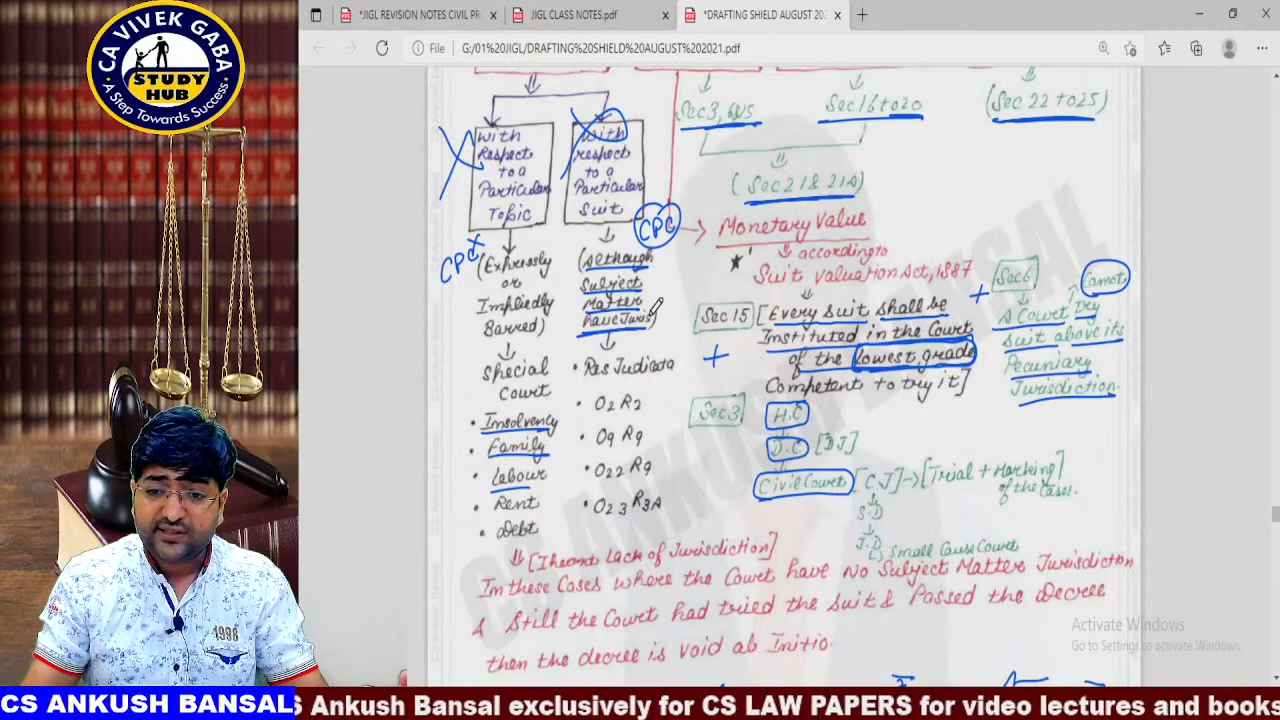 CA VIVEK GABA
STUDY
HUB
A Step Towards Success
*JIGL REVISION NOTES CIVIL PR
JIGL CLASS NOTES.pdf
*DRAFTING SHIELD AUGUST 202
File
G:/01%20JIGL/DRAFTING%20SHIELD%20AUGUST%202021.pdf
Sec 3, 6&15
Sec 16 to 20
(Sec 22 to 25)
(Sec 21 & 21A)
With
Respect
to a
Particular
Topic
With
respect
to a
Particular
Suit
CPC
CPC
(Expressly
or
Impliedly
Barred)
Special
Court
• Insolvency
• Family
• Labour
• Rent
• Debt
(Although
Subject
Matter
have Juris)
• Res Judicata
• O2 R2
• O9 R9
• O22 R9
• O23 R3A
Monetary Value
according to
Suit Valuation Act, 1887
Sec 15 [Every Suit shall be
Instituted in the Court
of the lowest grade
Competent to try it]
+
+
Sec 6
Cannot
A Court try
suit above its
Pecuniary
Jurisdiction.
Sec 3
H.C
D.C [DJ]
Civil Court [CJ] → [Trial + Marking
of the Cases.
S.D
J.D
Small Cause Court
[Inherent Lack of Jurisdiction]
In these Cases where the Court have no Subject Matter Jurisdiction
& Still the Court had tried the suit & Passed the Decree
then the decree is void ab Initio.
Activate Windows
Go to Settings to activate Windows.
1998
CS ANKUSH BANSAL
S Ankush Bansal exclusively for CS LAW PAPERS for video lectures and books